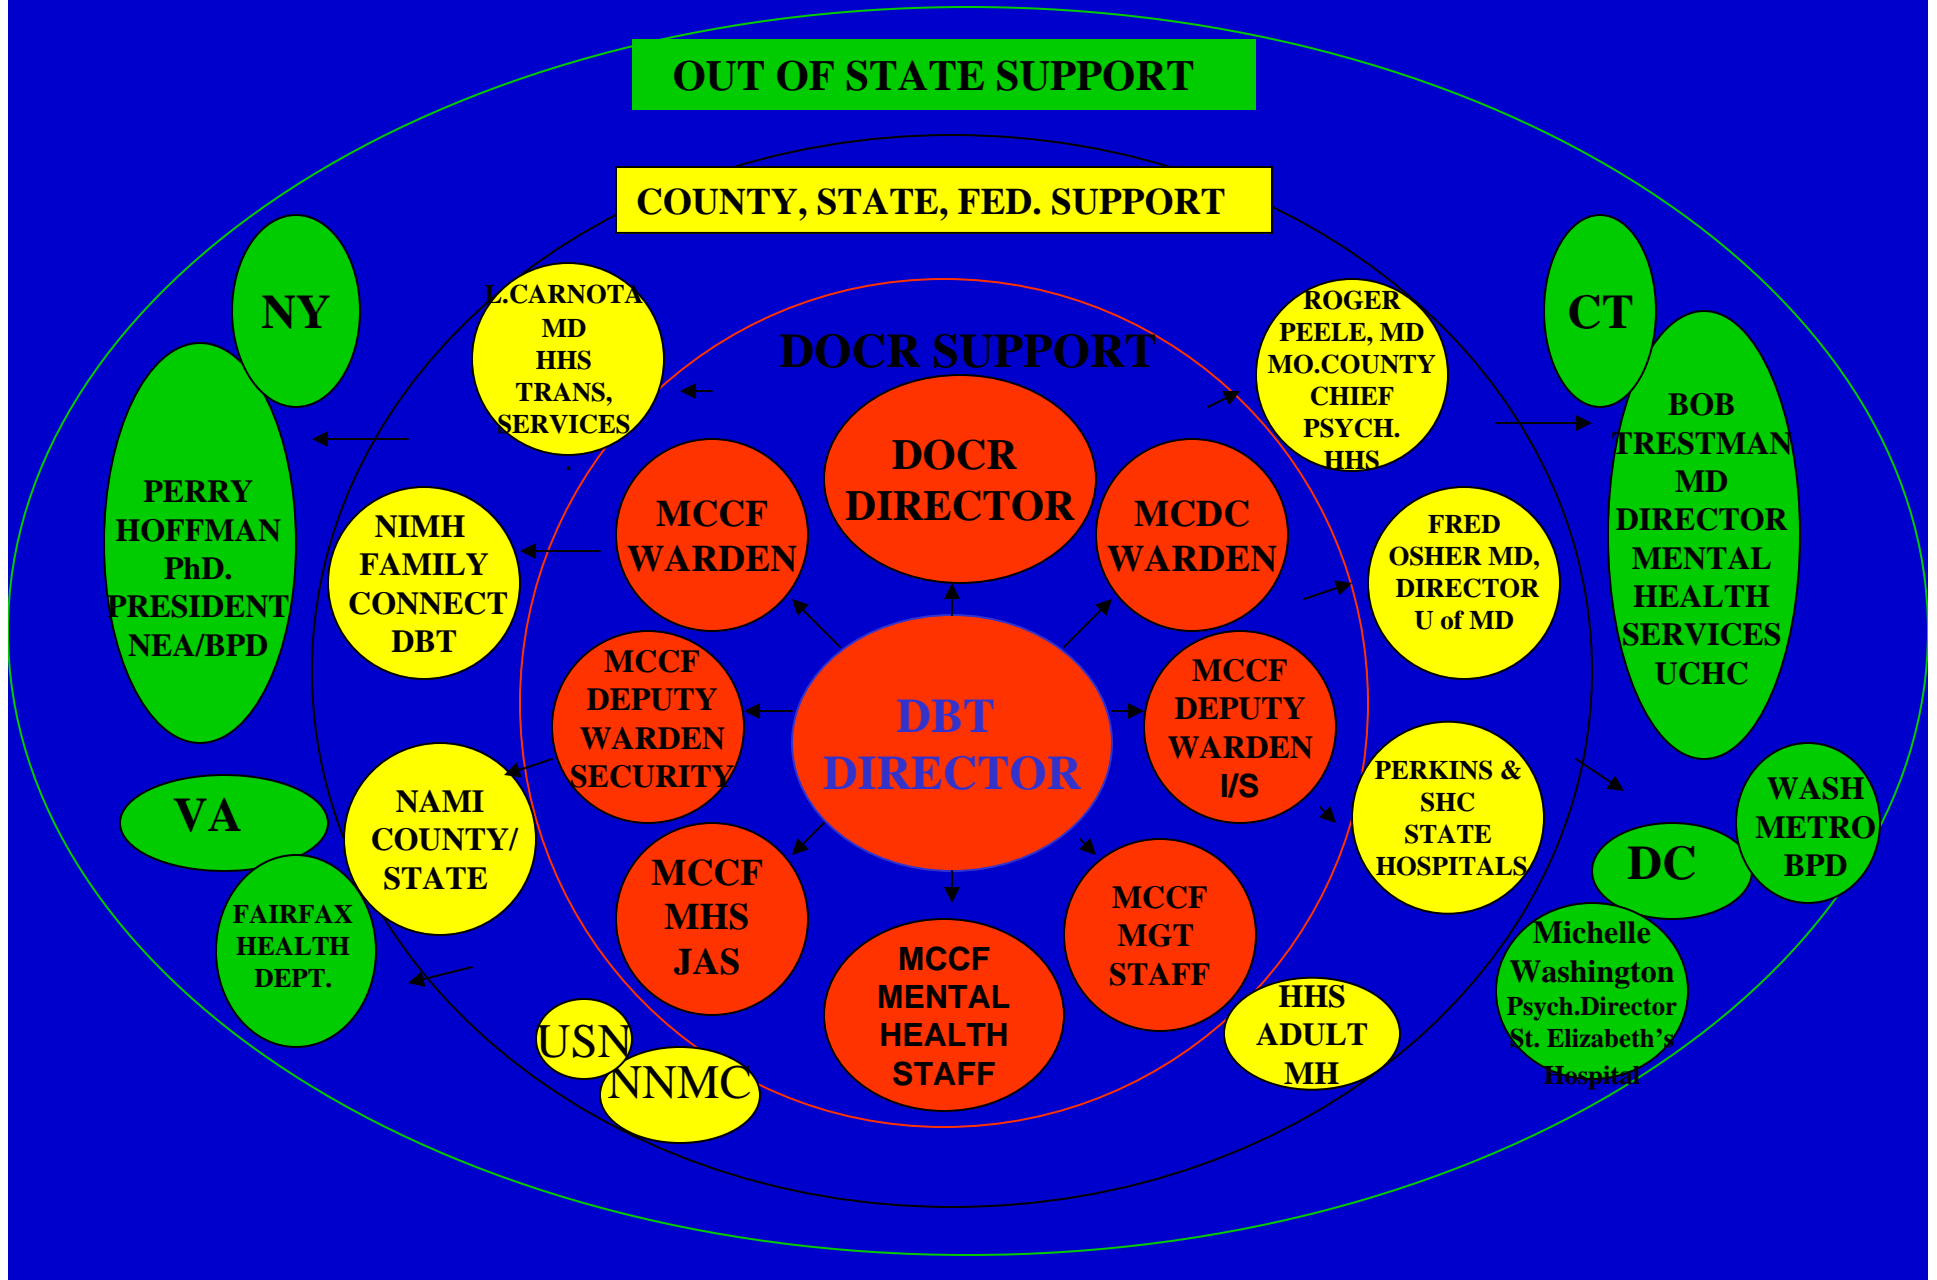 OUT OF STATE SUPPORT
COUNTY, STATE, FED. SUPPORT
DOCR SUPPORT
NY
PERRY
HOFFMAN
PhD.
PRESIDENT
NEA/BPD
L.CARNOTA
MD
HHS
TRANS,
SERVICES
.
ROGER
PEELE, MD
MO.COUNTY
CHIEF
PSYCH.
HHS
CT
BOB
TRESTMAN
MD
DIRECTOR
MENTAL
HEALTH
SERVICES
UCHC
NIMH
FAMILY
CONNECT
DBT
MCCF
WARDEN
DOCR
DIRECTOR
MCDC
WARDEN
FRED
OSHER MD,
DIRECTOR
U of MD
MCCF
DEPUTY
WARDEN
SECURITY
DBT
DIRECTOR
MCCF
DEPUTY
WARDEN
I/S
PERKINS &
SHC
STATE
HOSPITALS
VA
FAIRFAX
HEALTH
DEPT.
NAMI
COUNTY/
STATE
MCCF
MHS
JAS
MCCF
MENTAL
HEALTH
STAFF
MCCF
MGT
STAFF
HHS
ADULT
MH
USN
NNMC
WASH
METRO
BPD
DC
Michelle
Washington
Psych.Director
St. Elizabeth's
Hospital